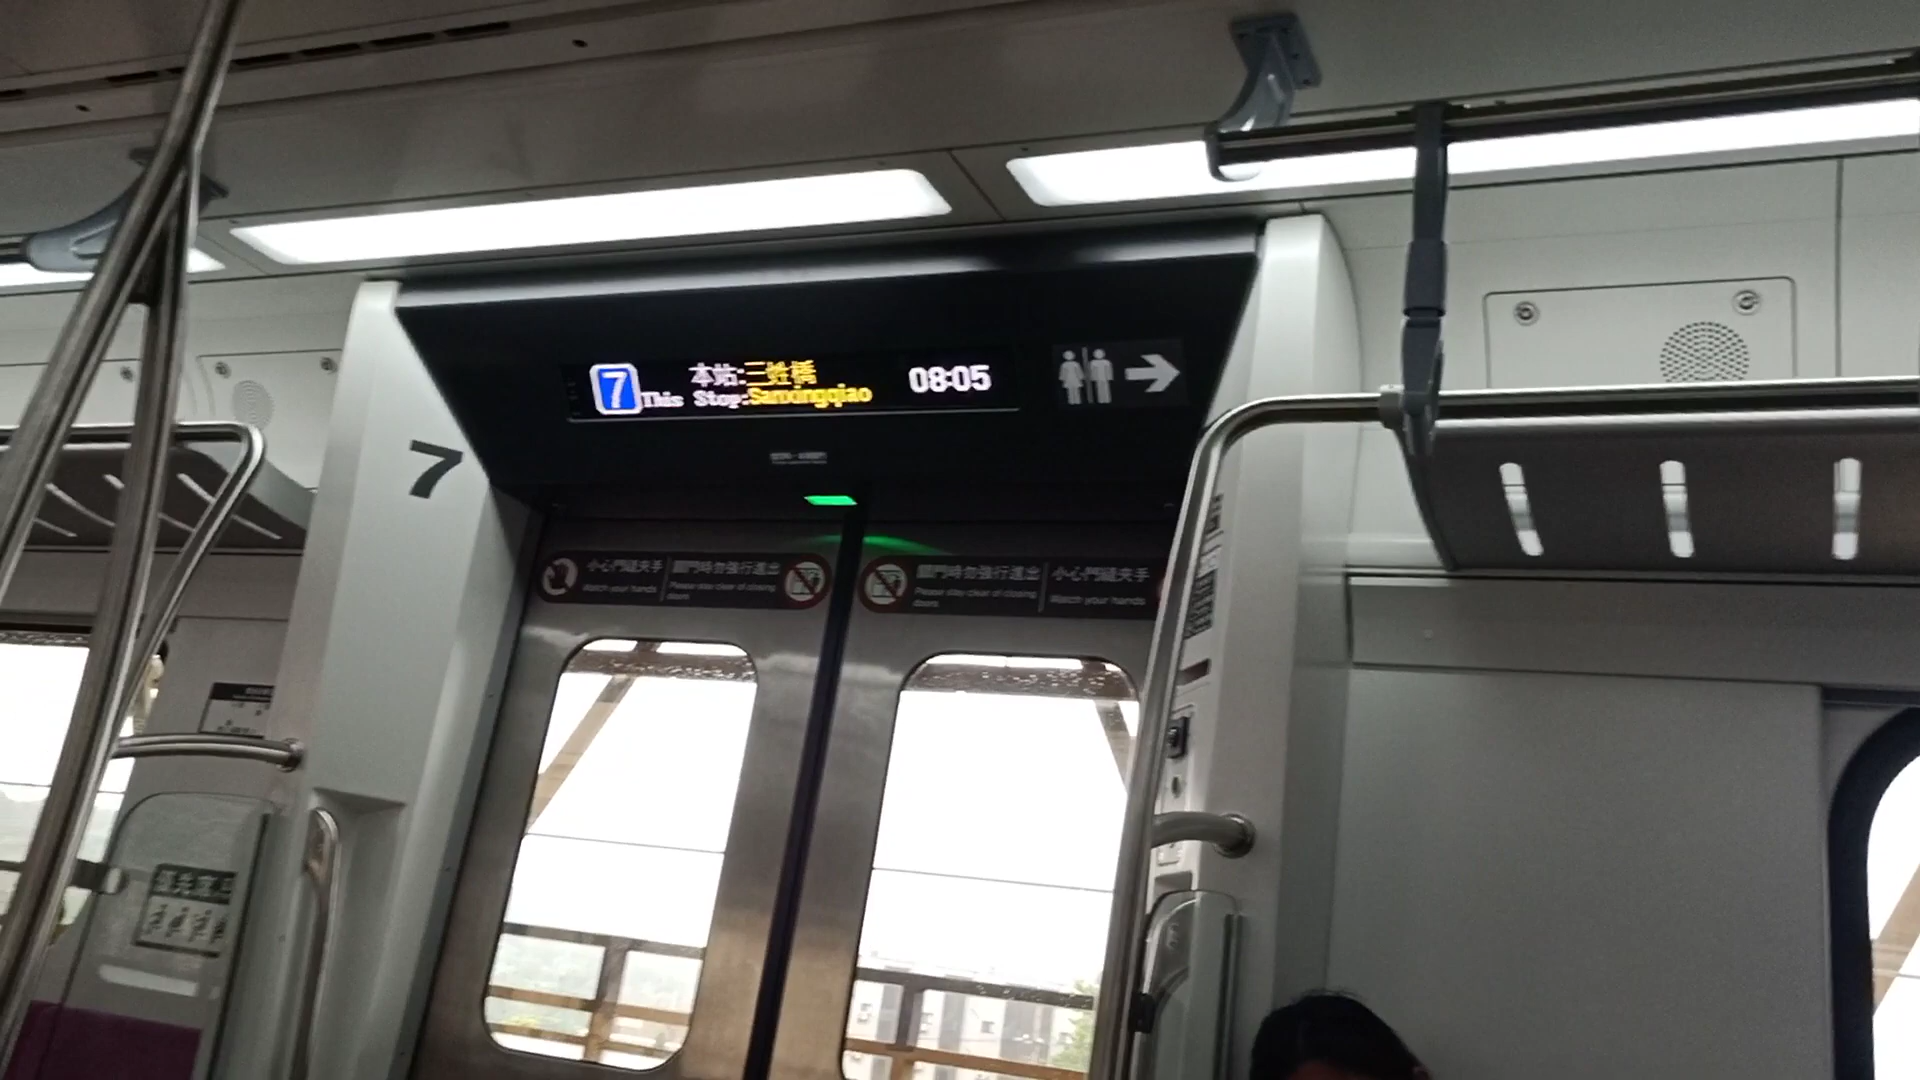 7
本站:三姓橋
This Stop:Sanxingqiao
08:05
7
小心門縫夾手
Watch your hands
關門時勿強行進出
Please stay clear of closing
doors
關門時勿強行進出
Please stay clear of closing
doors
小心門縫夾手
Watch your hands